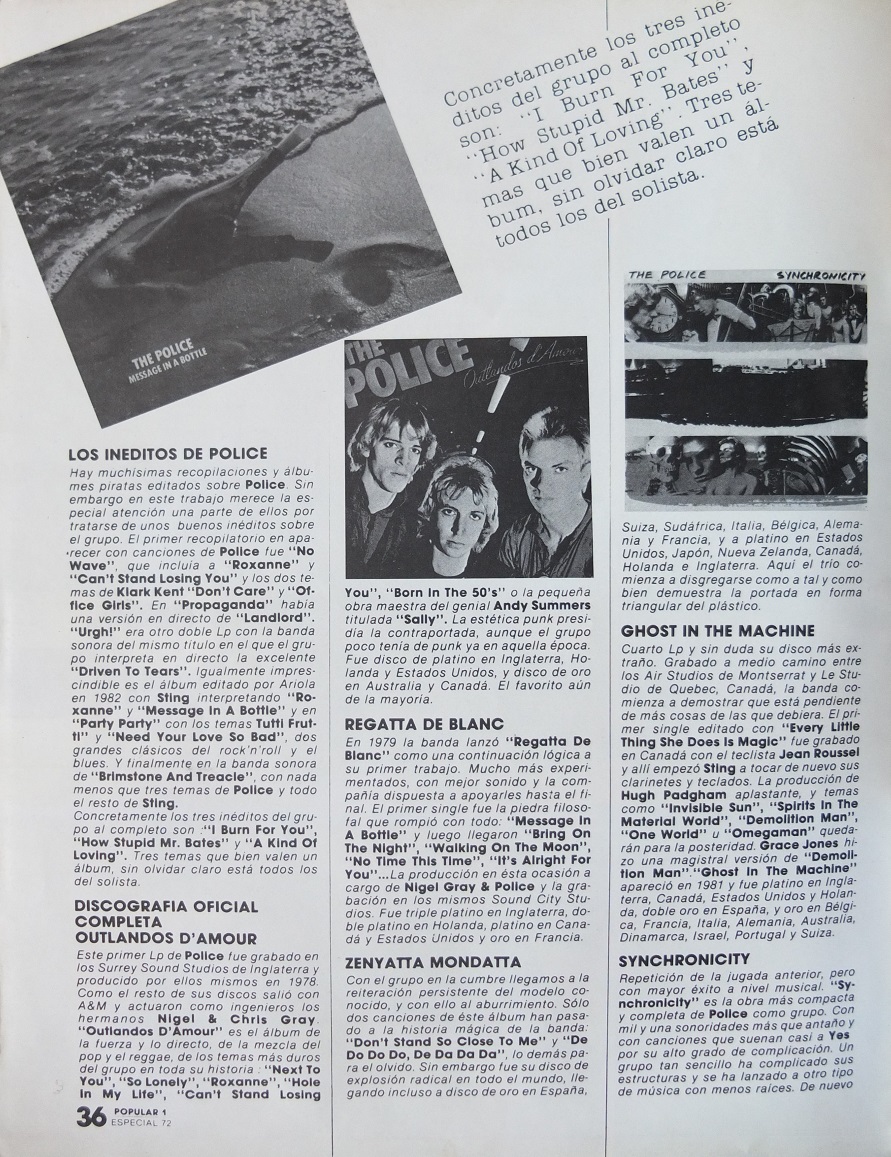 Concretamente los tres iné-
ditos del grupo al completo
son: "I Burn For You",
"How Stupid Mr. Bates" y
"A Kind Of Loving". Tres te-
mas que bien valen un ál-
bum, sin olvidar claro está
todos los del solista.
THE POLICE
MESSAGE IN A BOTTLE
THE
POLICE
Outlandos d'Amour
THE POLICE SYNCHRONICITY
LOS INEDITOS DE POLICE
Hay muchísimas recopilaciones y álbu-
mes piratas editados sobre Police. Sin
embargo en este trabajo merece la es-
pecial atención una parte de ellos por
tratarse de unos buenos inéditos sobre
el grupo. El primer recopilatorio en apa-
recer con canciones de Police fue "No
Wave", que incluía a "Roxanne" y
"Can't Stand Losing You" y los dos te-
mas de Klark Kent "Don't Care" y "Of-
fice Girls". En "Propaganda" había
una versión en directo de "Landlord".
"Urgh!" era otro doble Lp con la banda
sonora del mismo título en el que el gru-
po interpreta en directo la excelente
"Driven To Tears". Igualmente impres-
cindible es el álbum editado por Ariola
en 1982 con Sting interpretando "Ro-
xanne" y "Message In A Bottle" y en
"Party Party" con los temas Tutti Frut-
ti" y "Need Your Love So Bad", dos
grandes clásicos del rock'n'roll y el
blues. Y finalmente en la banda sonora
de "Brimstone And Treacle", con nada
menos que tres temas de Police y todo
el resto de Sting.
Concretamente los tres inéditos del gru-
po al completo son :"I Burn For You",
"How Stupid Mr. Bates" y "A Kind Of
Loving". Tres temas que bien valen un
álbum, sin olvidar claro está todos los
del solista.
DISCOGRAFIA OFICIAL
COMPLETA
OUTLANDOS D'AMOUR
Este primer Lp de Police fue grabado en
los Surrey Sound Studios de Inglaterra y
producido por ellos mismos en 1978.
Como el resto de sus discos salió con
A&M y actuaron como ingenieros los
hermanos Nigel & Chris Gray.
"Outlandos D'Amour" es el álbum de
la fuerza y lo directo, de la mezcla del
pop y el reggae, de los temas más duros
del grupo en toda su historia : "Next To
You", "So Lonely", "Roxanne", "Hole
In My Life", "Can't Stand Losing
You", "Born In The 50's" o la pequeña
obra maestra del genial Andy Summers
titulada "Sally". La estética punk presi-
día la contraportada, aunque el grupo
poco tenía de punk ya en aquella época.
Fue disco de platino en Inglaterra, Ho-
landa y Estados Unidos, y disco de oro
en Australia y Canadá. El favorito aún
de la mayoría.
REGATTA DE BLANC
En 1979 la banda lanzó "Regatta De
Blanc" como una continuación lógica a
su primer trabajo. Mucho más experi-
mentados, con mejor sonido y la com-
pañía dispuesta a apoyarles hasta el fi-
nal. El primer single fue la piedra filoso-
fal que rompió con todo: "Message In
A Bottle" y luego llegaron "Bring On
The Night", "Walking On The Moon",
"No Time This Time", "It's Alright For
You"...La producción en ésta ocasión a
cargo de Nigel Gray & Police y la gra-
bación en los mismos Sound City Stu-
dios. Fue triple platino en Inglaterra, do-
ble platino en Holanda, platino en Cana-
dá y Estados Unidos y oro en Francia.
ZENYATTA MONDATTA
Con el grupo en la cumbre llegamos a la
reiteración persistente del modelo co-
nocido, y con ello al aburrimiento. Sólo
dos canciones de éste álbum han pasa-
do a la historia mágica de la banda:
"Don't Stand So Close To Me" y "De
Do Do Do, De Da Da Da", lo demás pa-
ra el olvido. Sin embargo fue su disco de
explosión radical en todo el mundo, lle-
gando incluso a disco de oro en España,
Suiza, Sudáfrica, Italia, Bélgica, Alema-
nia y Francia, y a platino en Estados
Unidos, Japón, Nueva Zelanda, Canadá,
Holanda e Inglaterra. Aquí el trío co-
mienza a disgregarse como a tal y como
bien demuestra la portada en forma
triangular del plástico.
GHOST IN THE MACHINE
Cuarto Lp y sin duda su disco más ex-
traño. Grabado a medio camino entre
los Air Studios de Montserrat y Le Stu-
dio de Quebec, Canadá, la banda co-
mienza a demostrar que está pendiente
de más cosas de las que debiera. El pri-
mer single editado con "Every Little
Thing She Does Is Magic" fue grabado
en Canadá con el teclista Jean Roussel
y allí empezó Sting a tocar de nuevo sus
clarinetes y teclados. La producción de
Hugh Padgham aplastante, y temas
como "Invisible Sun", "Spirits In The
Material World", "Demolition Man",
"One World" u "Omegaman" queda-
rán para la posteridad. Grace Jones hi-
zo una magistral versión de "Demoli-
tion Man"."Ghost In The Machine"
apareció en 1981 y fue platino en Ingla-
terra, Canadá, Estados Unidos y Holan-
da, doble oro en España, y oro en Bélgi-
ca, Francia, Italia, Alemania, Australia,
Dinamarca, Israel, Portugal y Suiza.
SYNCHRONICITY
Repetición de la jugada anterior, pero
con mayor éxito a nivel musical. "Sy-
nchronicity" es la obra más compacta
y completa de Police como grupo. Con
mil y una sonoridades más que antaño y
con canciones que suenan casi a Yes
por su alto grado de complicación. Un
grupo tan sencillo ha complicado sus
estructuras y se ha lanzado a otro tipo
de música con menos raíces. De nuevo
36 POPULAR 1
ESPECIAL 72